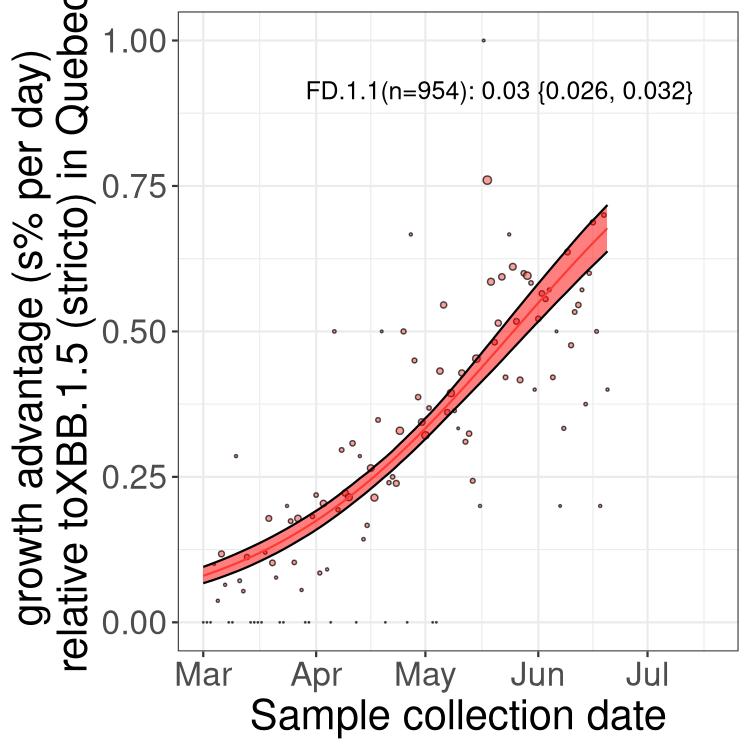 growth advantage (s% per day)
relative toXBB.1.5 (stricto) in Quebec
1.00
0.75
0.50
0.25
0.00
FD.1.1(n=954): 0.03 {0.026, 0.032}
Mar Apr May Jun Jul
Sample collection date